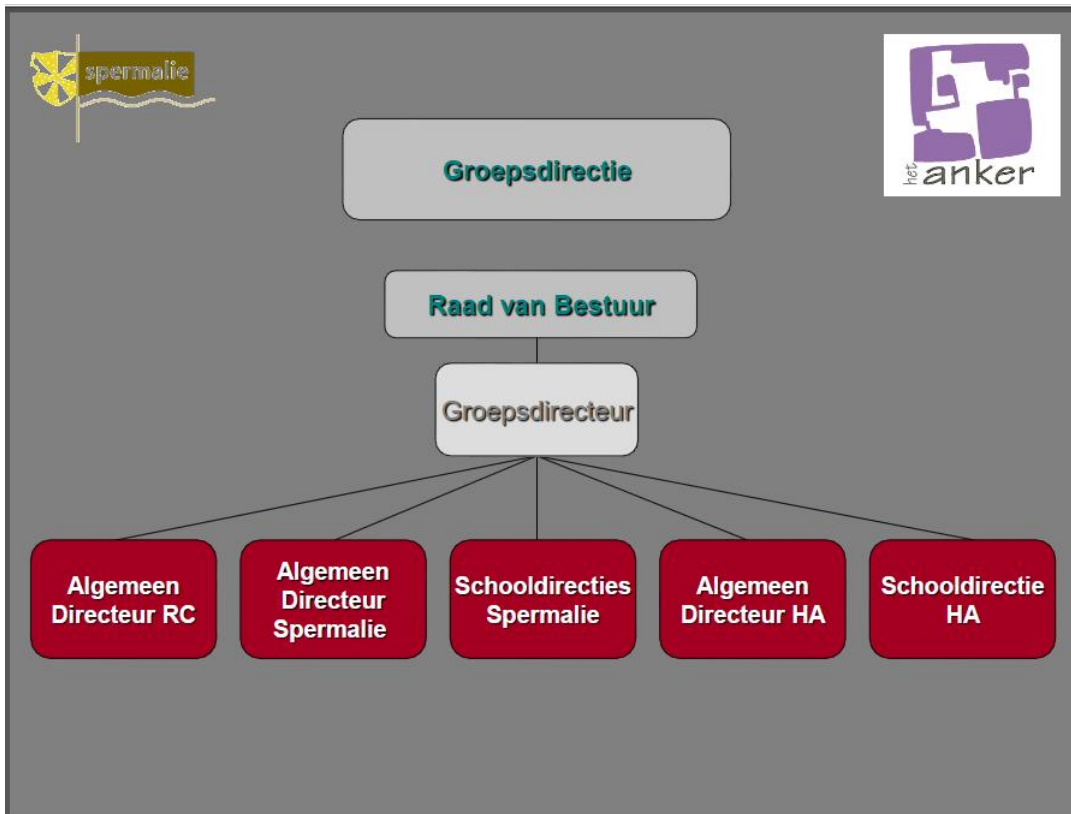 spermalie
het anker
Groepsdirectie
Raad van Bestuur
Groepsdirecteur
Algemeen
Directeur RC
Algemeen
Directeur
Spermalie
Schooldirecties
Spermalie
Algemeen
Directeur HA
Schooldirectie
HA